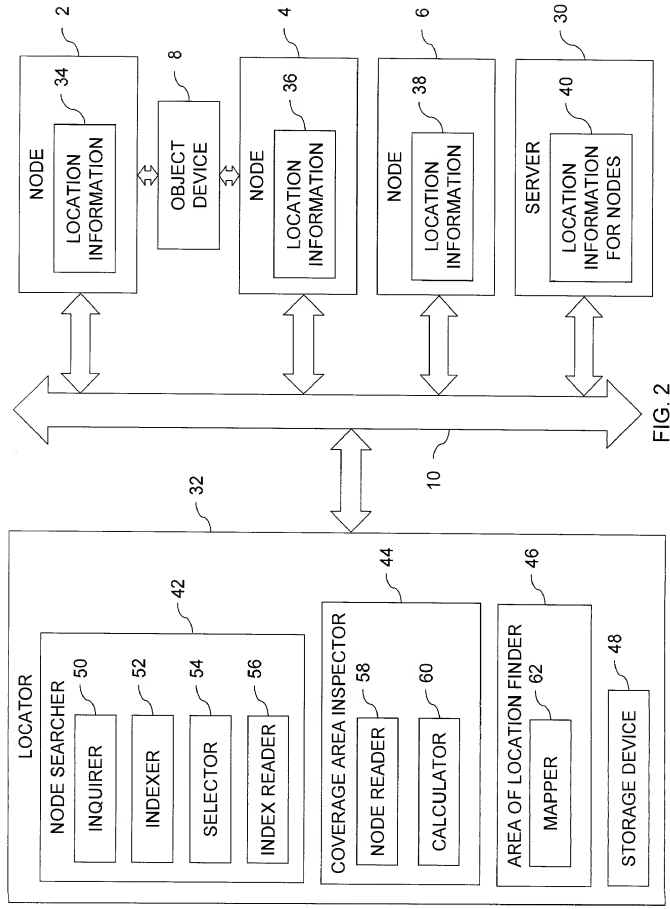 LOCATOR
32
NODE SEARCHER
42
INQUIRER
50
INDEXER
52
SELECTOR
54
INDEX READER
56
COVERAGE AREA INSPECTOR
44
NODE READER
58
CALCULATOR
60
AREA OF LOCATION FINDER
46
MAPPER
62
STORAGE DEVICE
48
10
NODE
2
LOCATION
INFORMATION
34
OBJECT
DEVICE
8
NODE
4
LOCATION
INFORMATION
36
NODE
6
LOCATION
INFORMATION
38
SERVER
30
LOCATION
INFORMATION
FOR NODES
40
FIG. 2